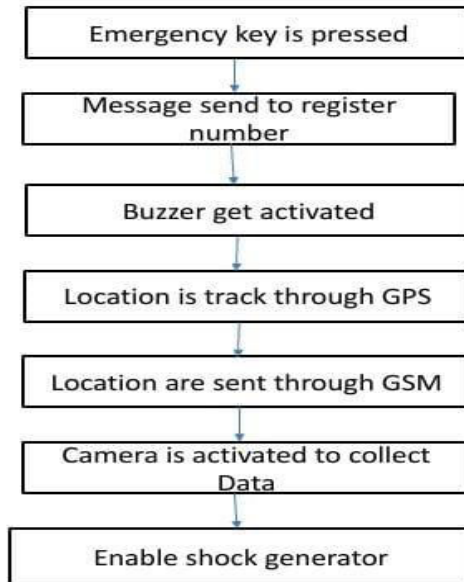 Emergency key is pressed
Message send to register
number
Buzzer get activated
Location is track through GPS
Location are sent through GSM
Camera is activated to collect
Data
Enable shock generator